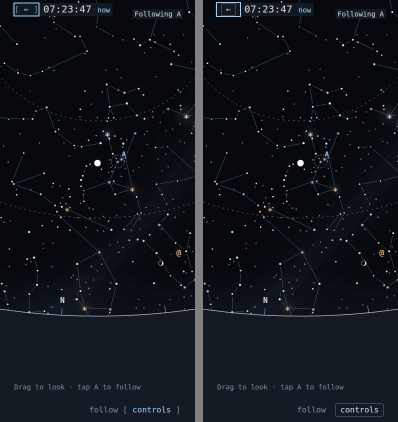 [ ← ] 07:23:47 now
Following A
A
@
N
Drag to look · tap A to follow
follow [ controls ]
← 07:23:47 now
Following A
A
@
N
Drag to look · tap A to follow
follow controls